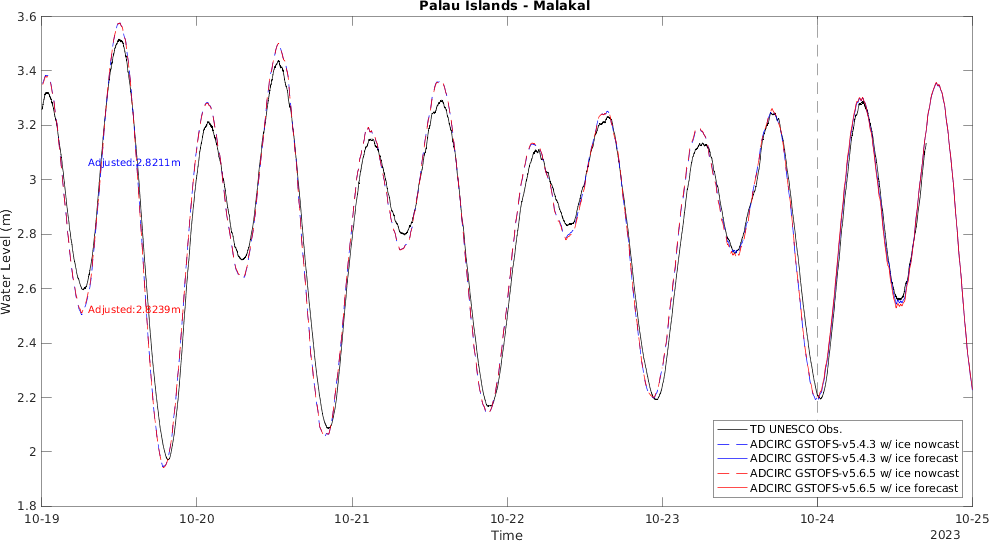 Palau Islands - Malakal
3.6
3.4
3.2
3
2.8
2.6
2.4
2.2
2
1.8
Water Level (m)
Adjusted:2.8211m
Adjusted:2.8239m
TD UNESCO Obs.
ADCIRC GSTOFS-v5.4.3 w/ ice nowcast
ADCIRC GSTOFS-v5.4.3 w/ ice forecast
ADCIRC GSTOFS-v5.6.5 w/ ice nowcast
ADCIRC GSTOFS-v5.6.5 w/ ice forecast
10-19 10-20 10-21 10-22 10-23 10-24 10-25
Time
2023